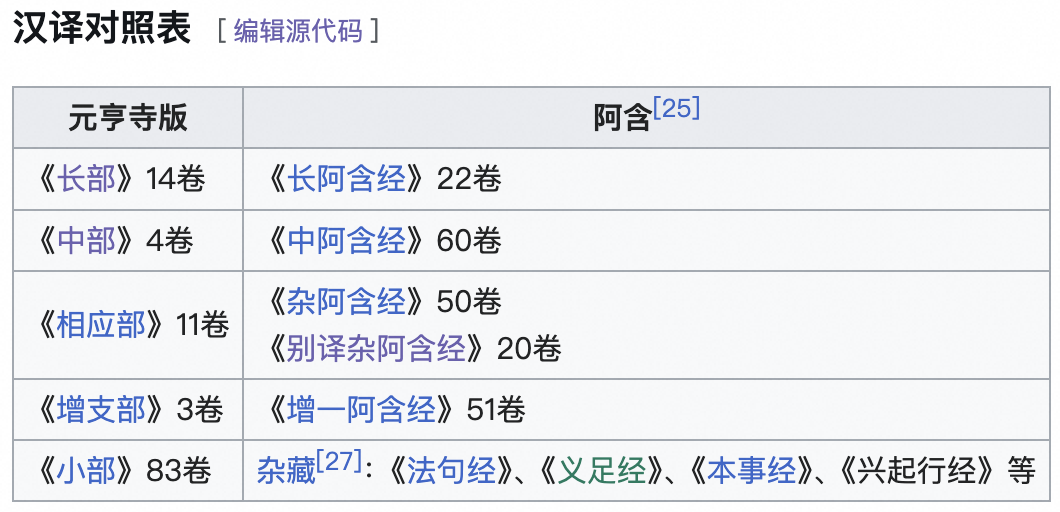 汉译对照表 [ 编辑源代码 ]
元亨寺版 阿含[25]
《长部》14卷 《长阿含经》22卷
《中部》4卷 《中阿含经》60卷
《相应部》11卷 《杂阿含经》50卷
《别译杂阿含经》20卷
《增支部》3卷 《增一阿含经》51卷
《小部》83卷 杂藏[27]：《法句经》、《义足经》、《本事经》、《兴起行经》等